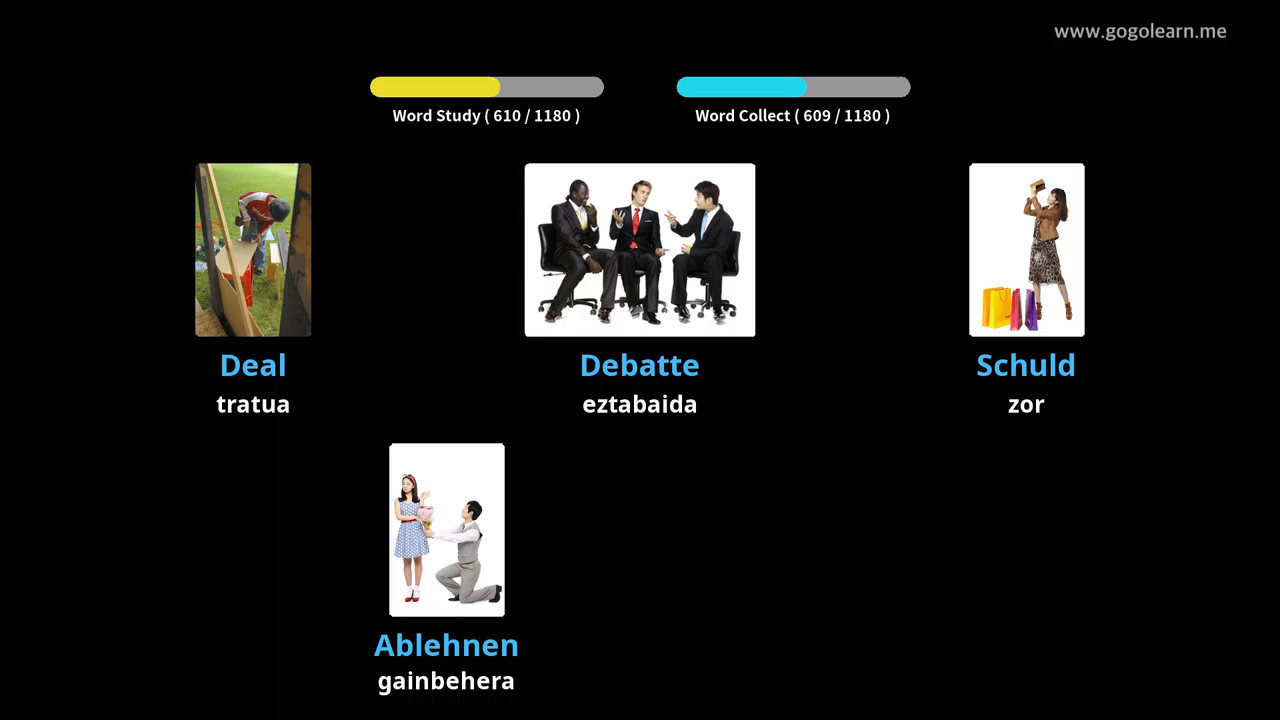 www.gogolearn.me
Word Study ( 610 / 1180 )
Word Collect ( 609 / 1180 )
Deal
tratua
Debatte
eztabaida
Schuld
zor
Ablehnen
gainbehera